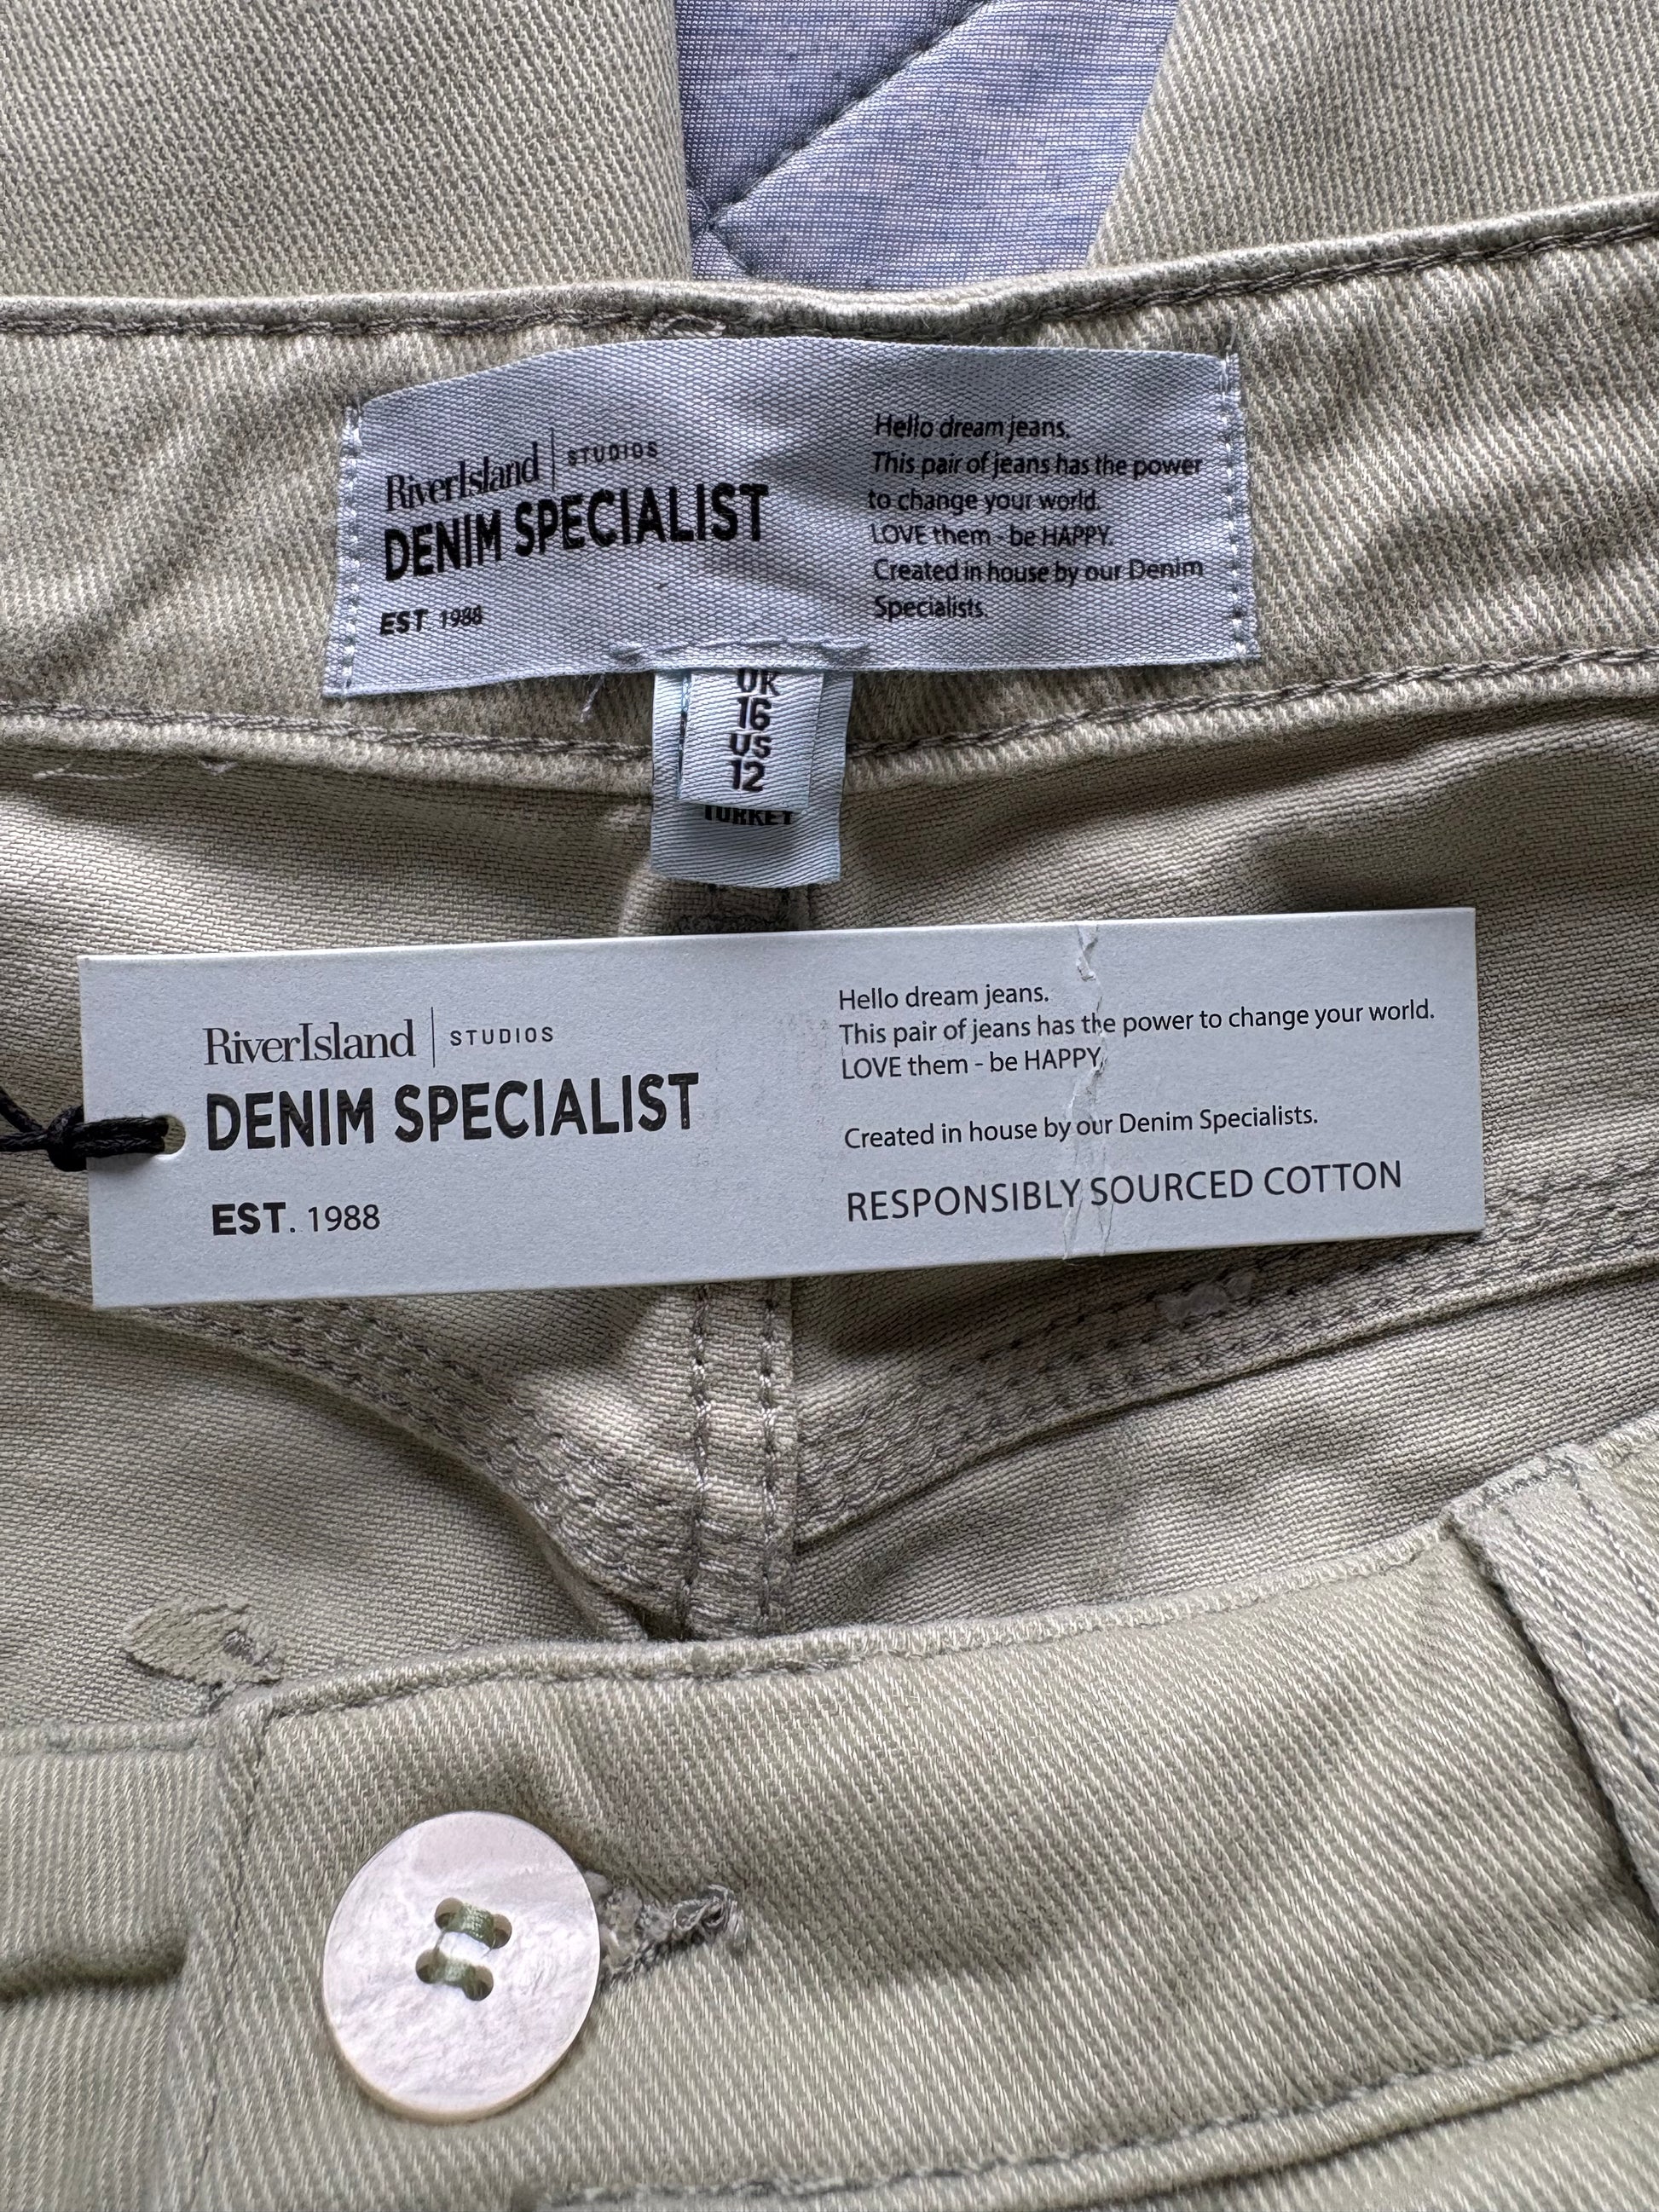 RiverIsland | STUDIOS
DENIM SPECIALIST
EST 1988
Hello dream jeans.
This pair of jeans has the power
to change your world.
LOVE them - be HAPPY.
Created in house by our Denim
Specialists.
UK
16
US
12
TURKEY
RiverIsland | STUDIOS
DENIM SPECIALIST
EST. 1988
Hello dream jeans.
This pair of jeans has the power to change your world.
LOVE them - be HAPPY.
Created in house by our Denim Specialists.
RESPONSIBLY SOURCED COTTON